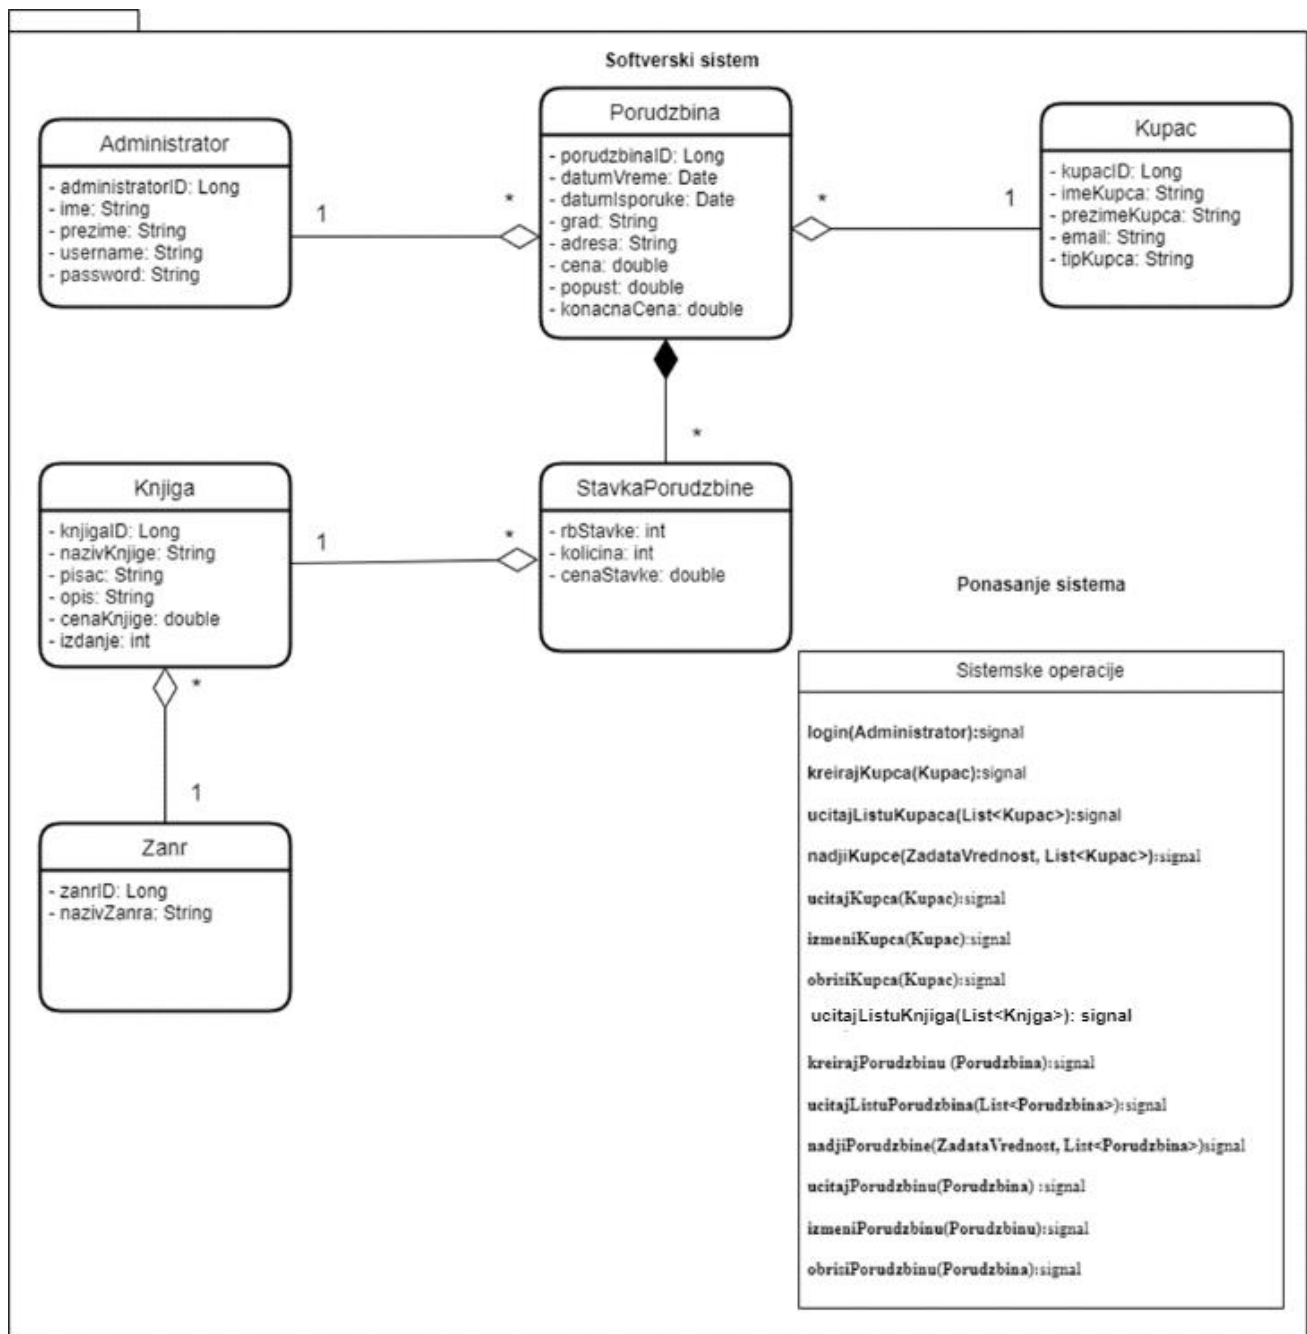 Softverski sistem
Administrator
- administratorID: Long
- ime: String
- prezime: String
- username: String
- password: String
1
*
Porudzbina
- porudzbinaID: Long
- datumVreme: Date
- datumIsporuke: Date
- grad: String
- adresa: String
- cena: double
- popust: double
- konacnaCena: double
*
1
Kupac
- kupacID: Long
- imeKupca: String
- prezimeKupca: String
- email: String
- tipKupca: String
*
Knjiga
- knjigaID: Long
- nazivKnjige: String
- pisac: String
- opis: String
- cenaKnjige: double
- izdanje: int
1
*
StavkaPorudzbine
- rbStavke: int
- kolicina: int
- cenaStavke: double
*
1
Zanr
- zanrID: Long
- nazivZanra: String
Ponasanje sistema
Sistemske operacije
login(Administrator):signal
kreirajKupca(Kupac):signal
ucitajListuKupaca(List<Kupac>):signal
nadjiKupce(ZadataVrednost, List<Kupac>):signal
ucitajKupca(Kupac):signal
izmeniKupca(Kupac):signal
obrisiKupca(Kupac):signal
ucitajListuKnjiga(List<Knjga>): signal
kreirajPorudzbinu (Porudzbina):signal
ucitajListuPorudzbina(List<Porudzbina>):signal
nadjiPorudzbine(ZadataVrednost, List<Porudzbina>)signal
ucitajPorudzbinu(Porudzbina) :signal
izmeniPorudzbinu(Porudzbinu):signal
obrisiPorudzbinu(Porudzbina):signal